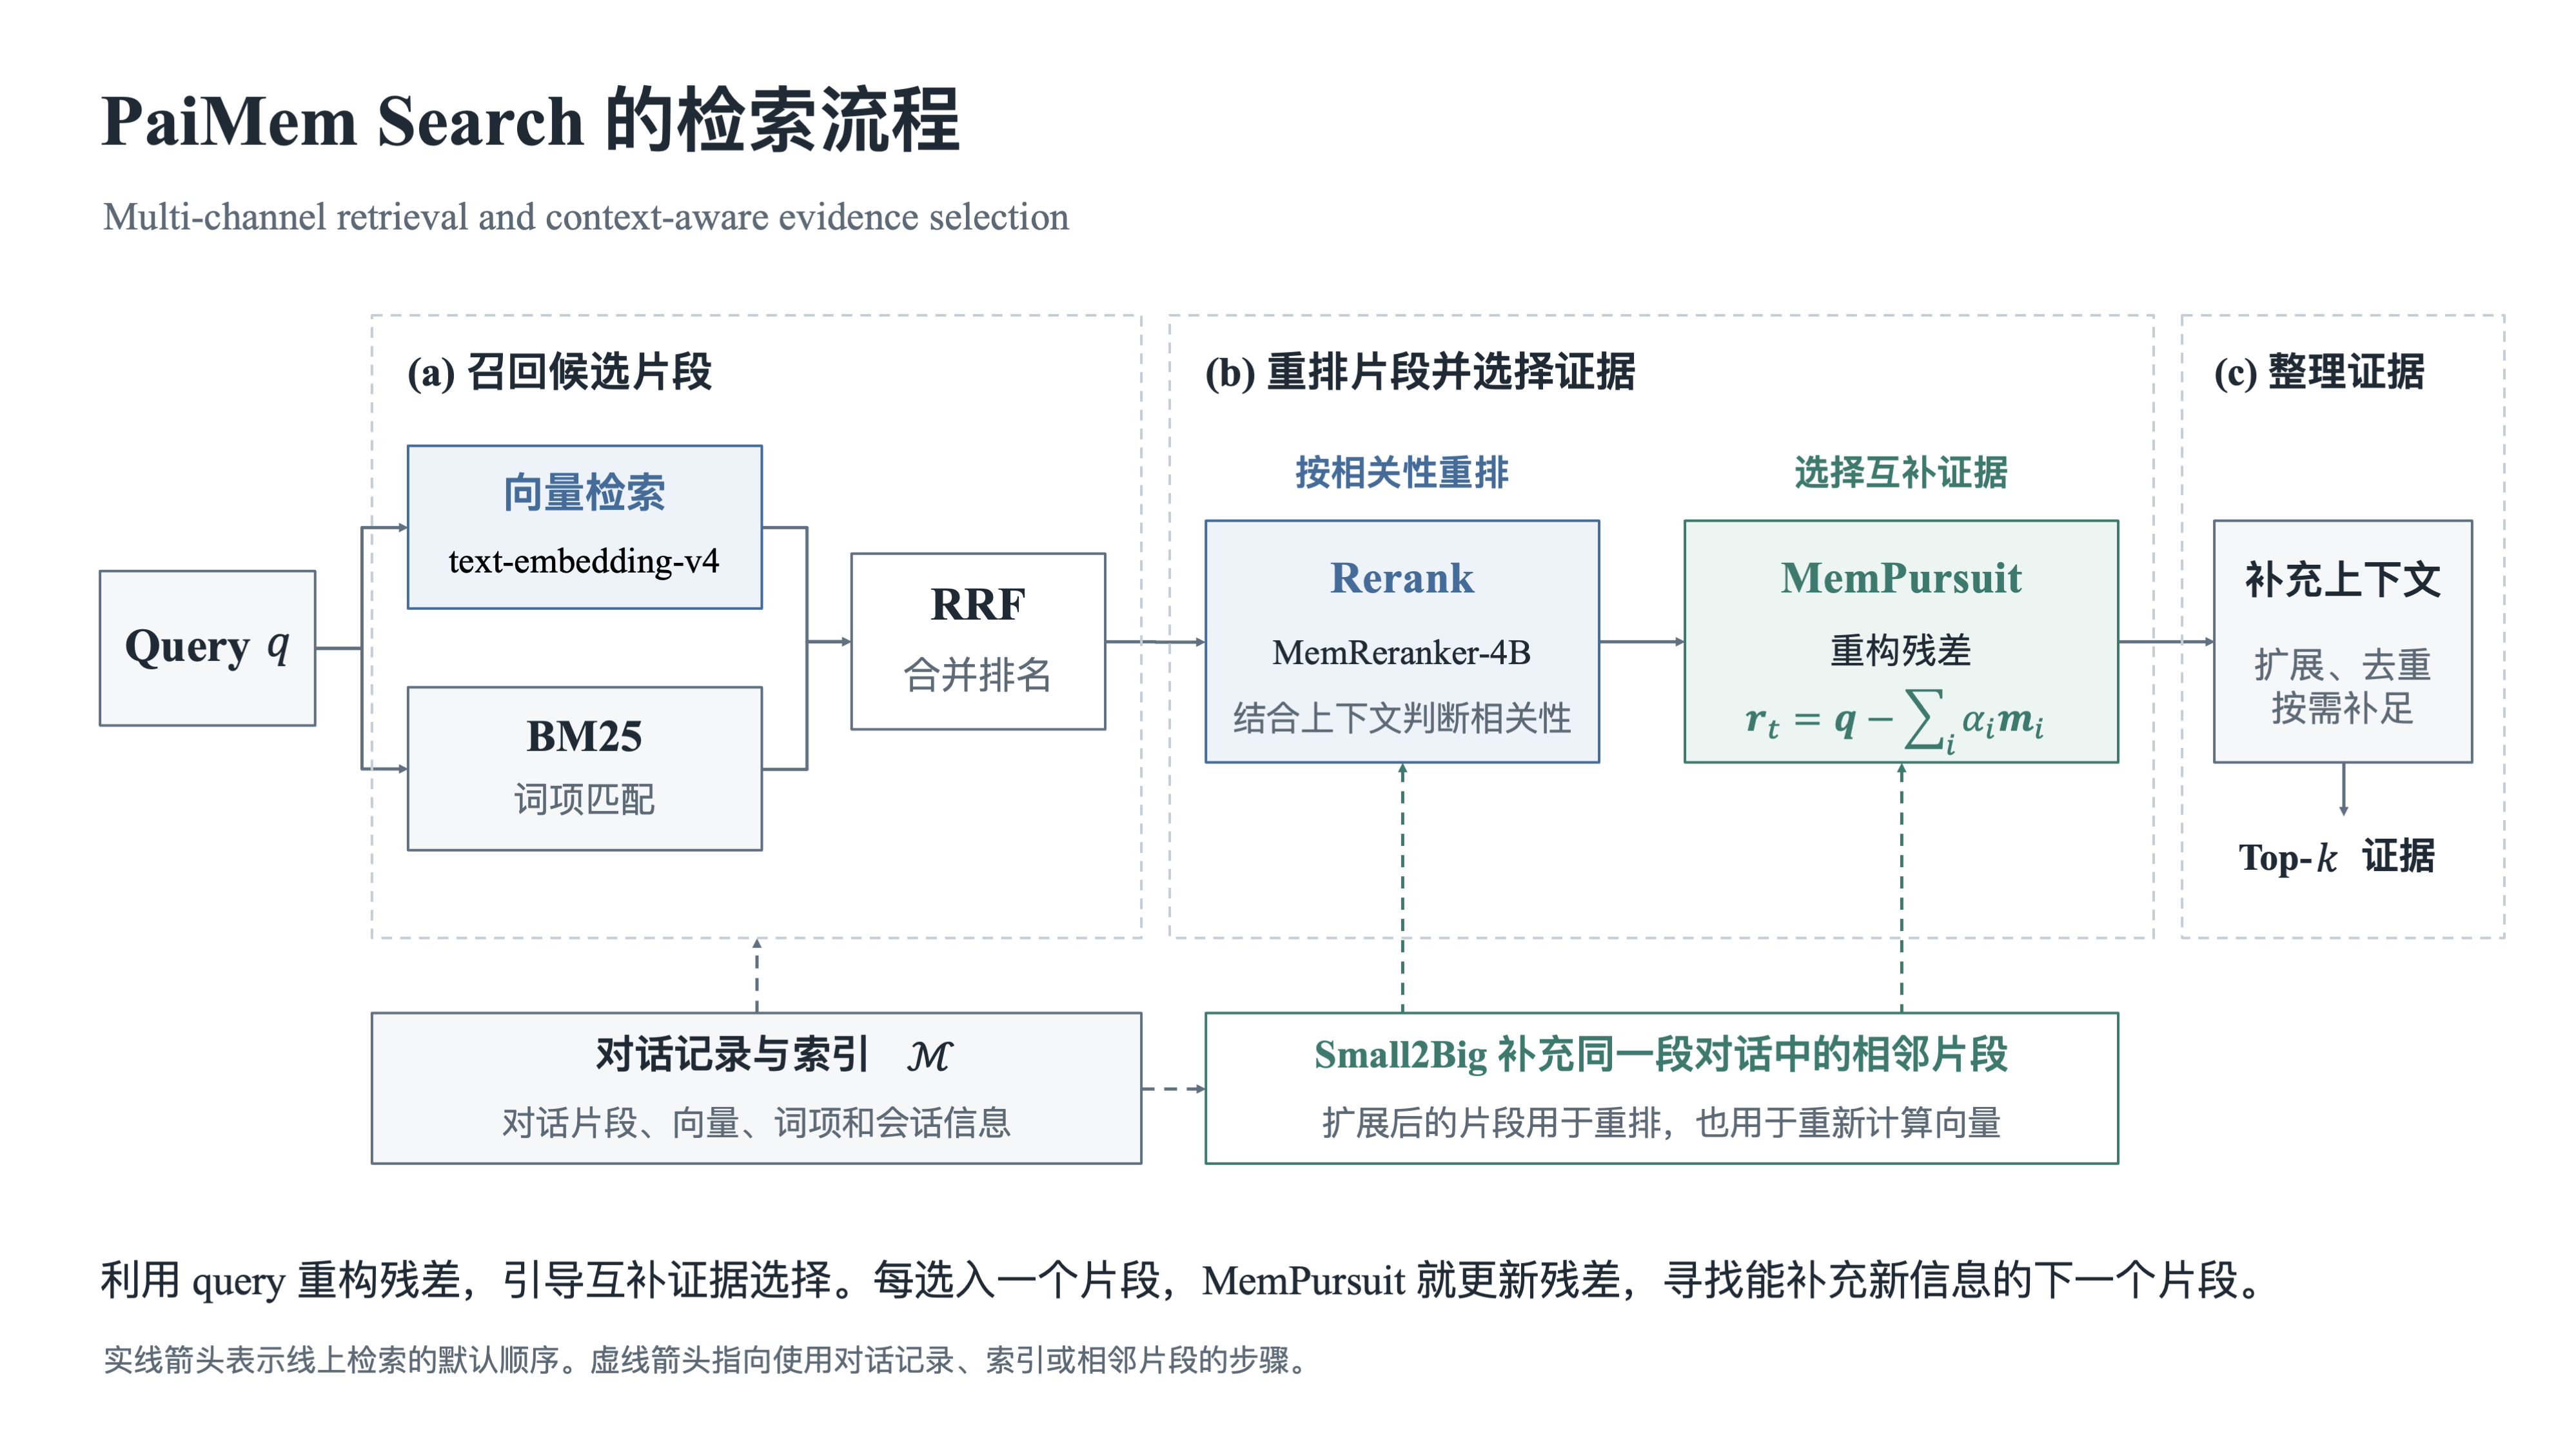 PaiMem Search 的检索流程
Multi-channel retrieval and context-aware evidence selection
(a) 召回候选片段
向量检索
text-embedding-v4
Query q
BM25
词项匹配
RRF
合并排名
(b) 重排片段并选择证据
按相关性重排
Rerank
MemReranker-4B
结合上下文判断相关性
选择互补证据
MemPursuit
重构残差
r_t = q − ∑_i α_i m_i
(c) 整理证据
补充上下文
扩展、去重
按需补足
Top-k 证据
对话记录与索引 ℳ
对话片段、向量、词项和会话信息
Small2Big 补充同一段对话中的相邻片段
扩展后的片段用于重排，也用于重新计算向量
利用 query 重构残差，引导互补证据选择。每选入一个片段，MemPursuit 就更新残差，寻找能补充新信息的下一个片段。
实线箭头表示线上检索的默认顺序。虚线箭头指向使用对话记录、索引或相邻片段的步骤。